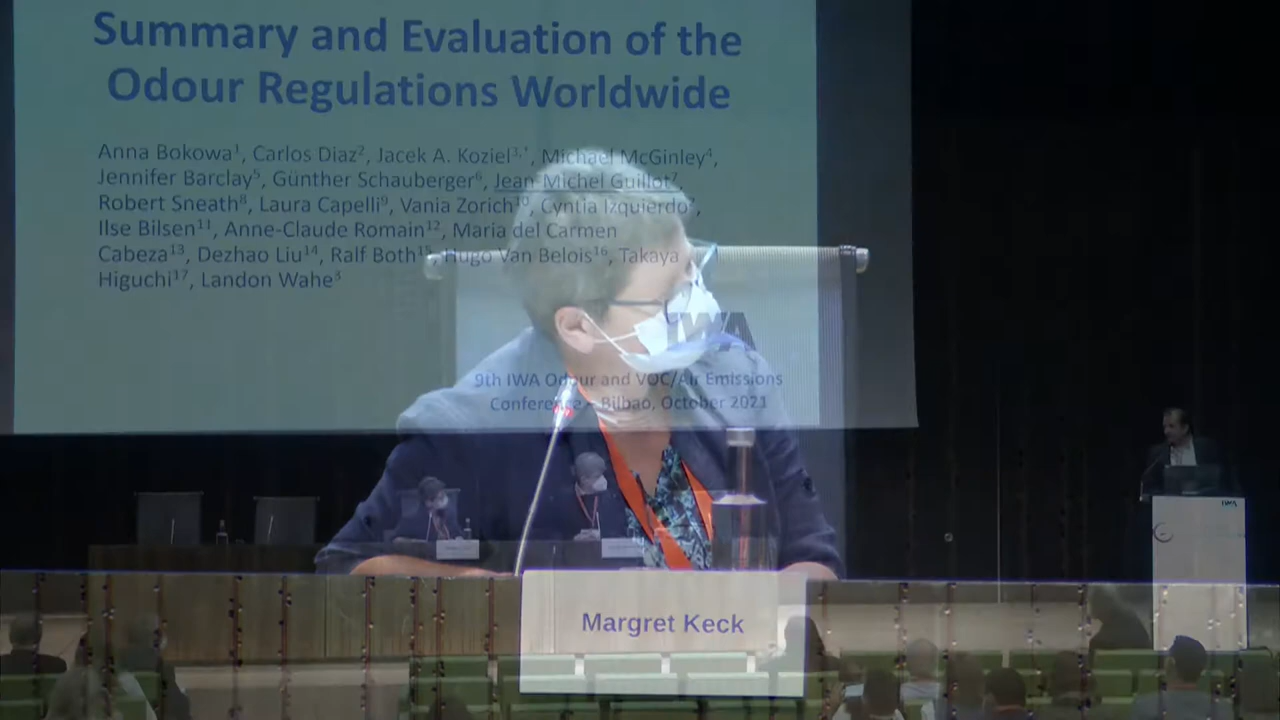 Summary and Evaluation of the
Odour Regulations Worldwide
Anna Bokowa¹, Carlos Diaz², Jacek A. Koziel³,*, Michael McGinley⁴,
Jennifer Barclay⁵, Günther Schauberger⁶, Jean-Michel Guillot⁷,
Robert Sneath⁸, Laura Capelli⁹, Vania Zorich¹⁰, Cyntia Izquierdo⁷,
Ilse Bilsen¹¹, Anne-Claude Romain¹², Maria del Carmen
Cabeza¹³, Dezhao Liu¹⁴, Ralf Both¹⁵, Hugo Van Belois¹⁶, Takaya
Higuchi¹⁷, Landon Wahe³
IWA
9th IWA Odour and VOC/Air Emissions
Conference – Bilbao, October 2021
IWA
Margret Keck